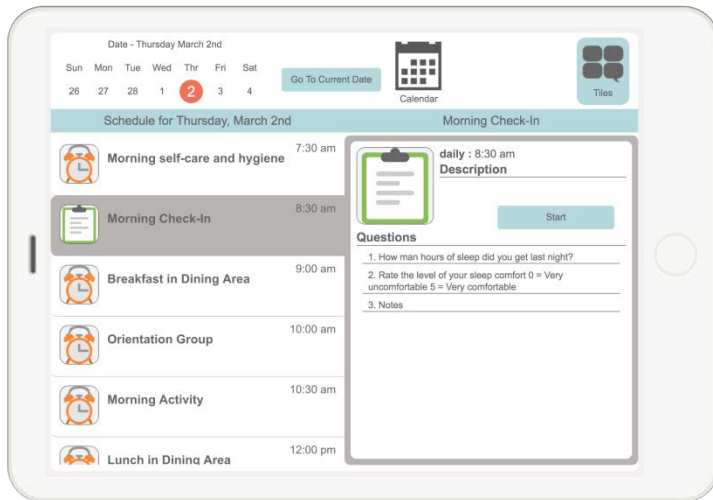 Date - Thursday March 2nd
Sun Mon Tue Wed Thr Fri Sat
26 27 28 1 2 3 4
Go To Current Date
Calendar
Tiles
Schedule for Thursday, March 2nd
Morning Check-In
Morning self-care and hygiene 7:30 am
Morning Check-In 8:30 am
Breakfast in Dining Area 9:00 am
Orientation Group 10:00 am
Morning Activity 10:30 am
Lunch in Dining Area 12:00 pm
daily : 8:30 am
Description
Start
Questions
1. How man hours of sleep did you get last night?
2. Rate the level of your sleep comfort 0 = Very
uncomfortable 5 = Very comfortable
3. Notes